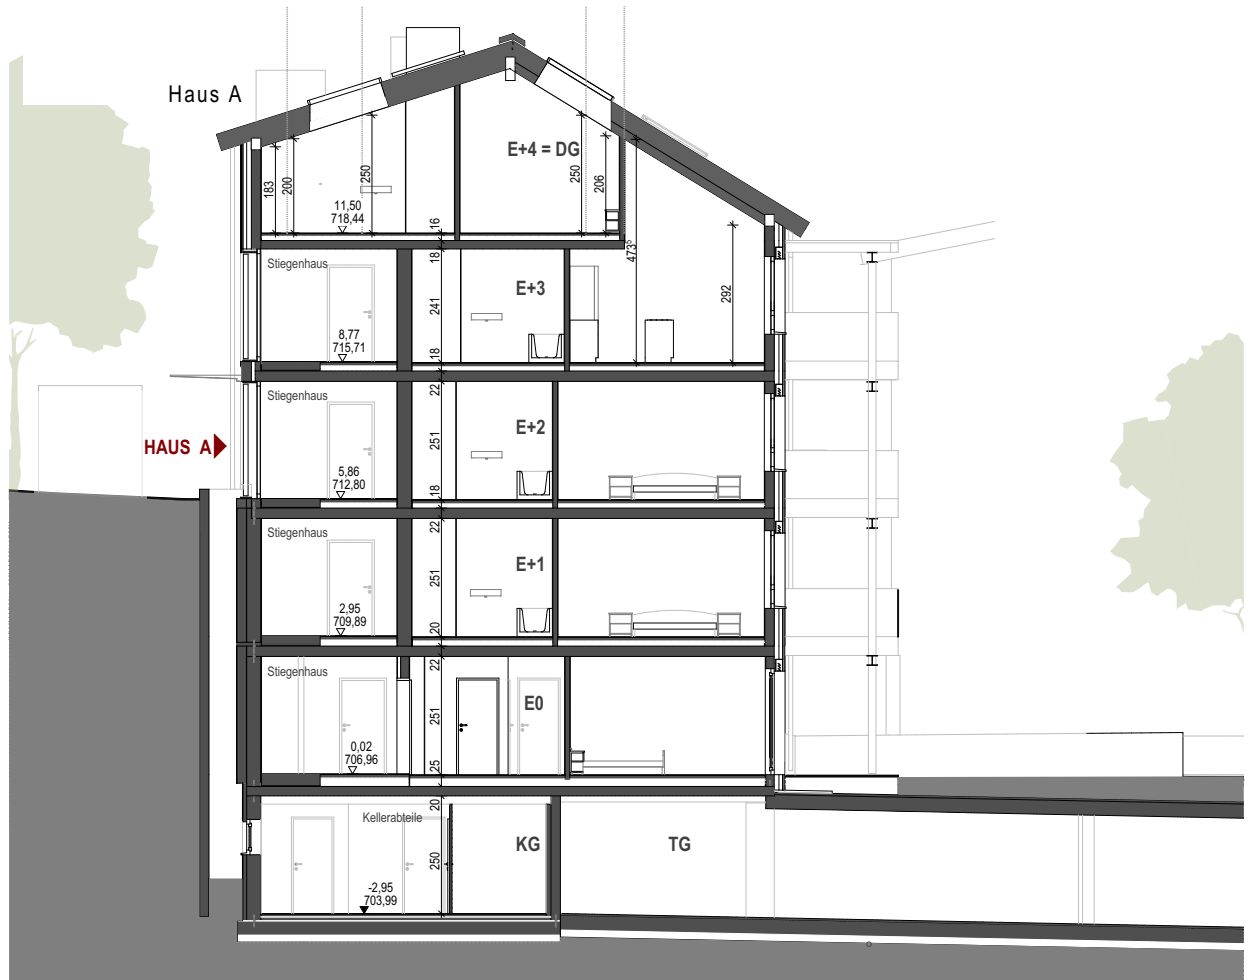 Haus A
E+4 = DG
183
200
250
250
206
11,50
718,44
16
Stiegenhaus
18
473⁵
E+3
241
292
8,77
715,71
18
Stiegenhaus
22
E+2
HAUS A
251
5,86
712,80
18
Stiegenhaus
22
E+1
251
2,95
709,89
20
Stiegenhaus
22
E0
251
0,02
706,96
25
20
Kellerabteile
KG
TG
250
-2,95
703,99